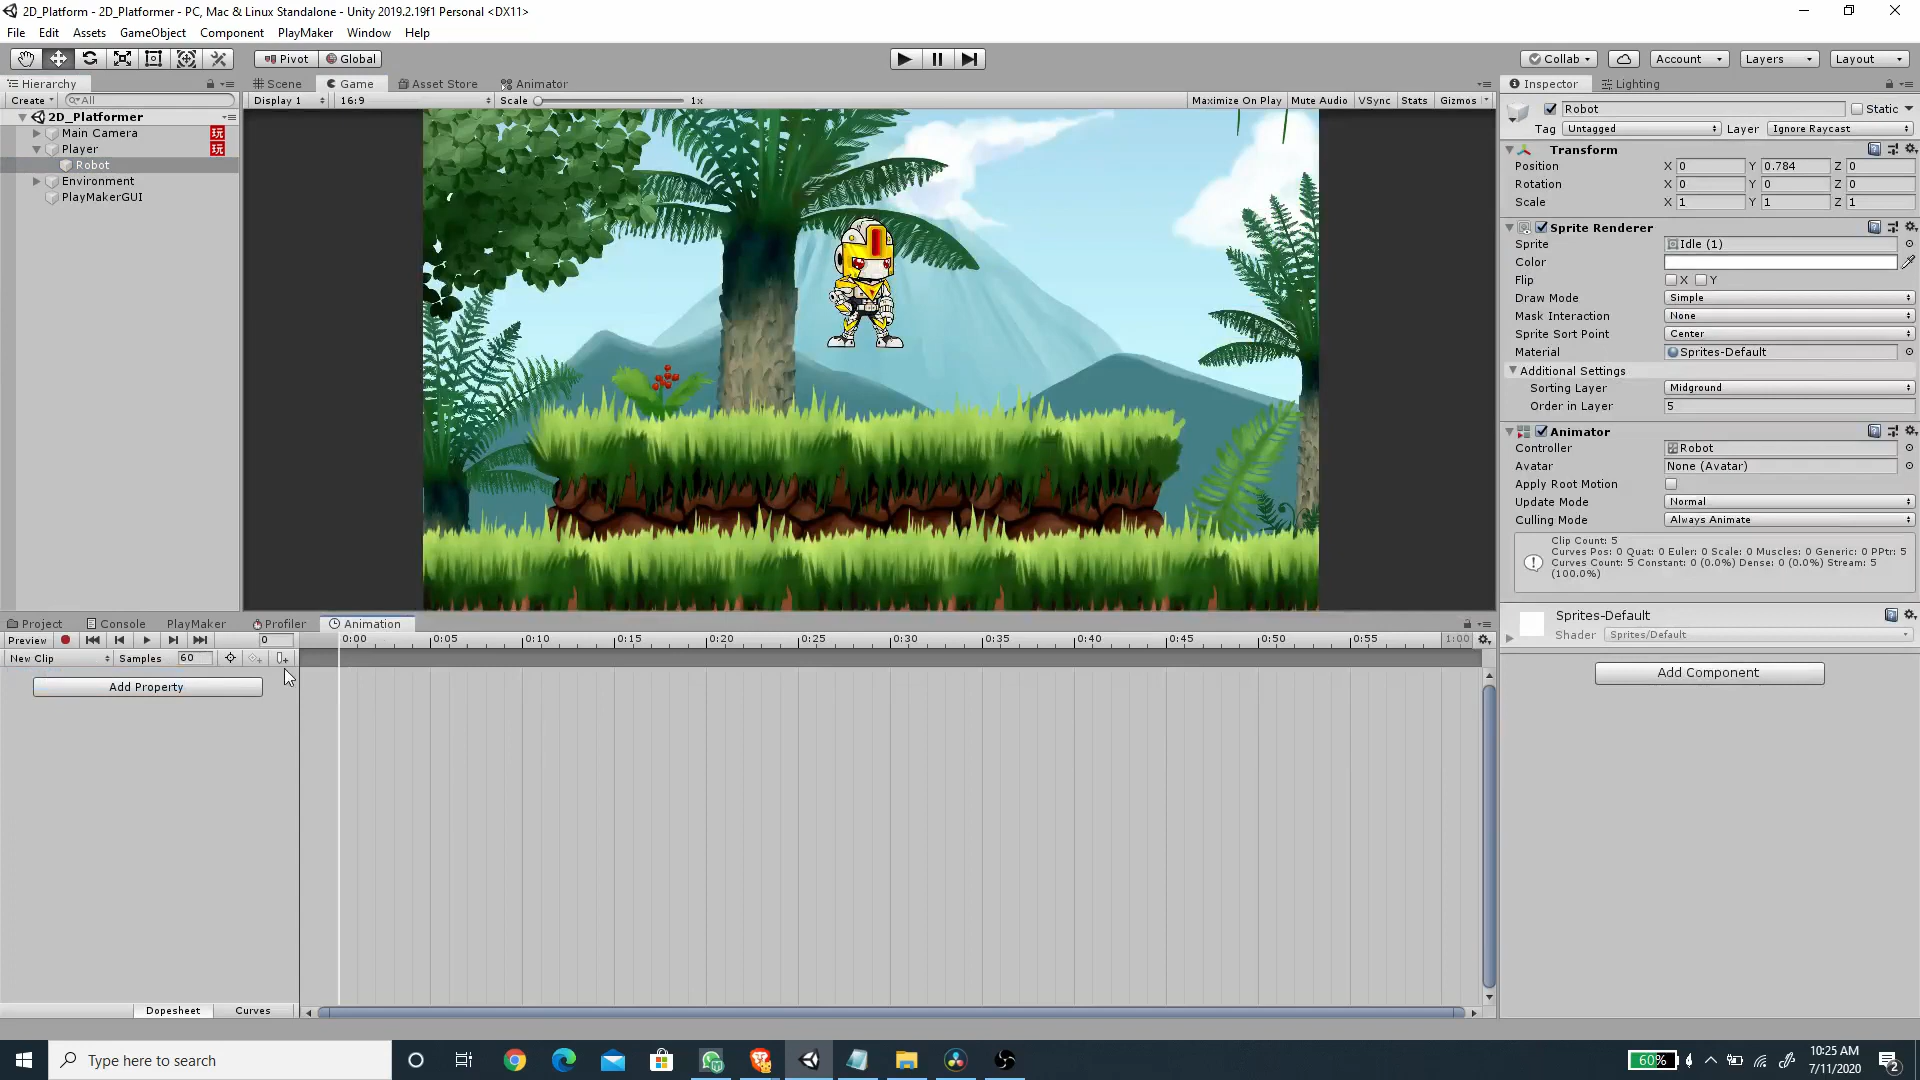 2D_Platform - 2D_Platformer - PC, Mac & Linux Standalone - Unity 2019.2.19f1 Personal <DX11>
File Edit Assets GameObject Component PlayMaker Window Help
Pivot Global Collab Account Layers Layout
Hierarchy Scene Game Asset Store Animator Inspector Lighting
Create All Display 1 16:9 Scale 1x Maximize On Play Mute Audio VSync Stats Gizmos
2D_Platformer
Main Camera 玩
Player 玩
Robot
Environment
PlayMakerGUI
Robot Static
Tag Untagged Layer Ignore Raycast
Transform
Position X 0 Y 0.784 Z 0
Rotation X 0 Y 0 Z 0
Scale X 1 Y 1 Z 1
Sprite Renderer
Sprite Idle (1)
Color
Flip X Y
Draw Mode Simple
Mask Interaction None
Sprite Sort Point Center
Material Sprites-Default
Additional Settings
Sorting Layer Midground
Order in Layer 5
Animator
Controller Robot
Avatar None (Avatar)
Apply Root Motion
Update Mode Normal
Culling Mode Always Animate
Clip Count: 5
Curves Pos: 0 Quat: 0 Euler: 0 Scale: 0 Muscles: 0 Generic: 0 PPtr: 5
Curves Count: 5 Constant: 0 (0.0%) Dense: 0 (0.0%) Stream: 5
(100.0%)
Sprites-Default
Shader Sprites/Default
Add Component
Project Console PlayMaker Profiler Animation
Preview 0 0:00 0:05 0:10 0:15 0:20 0:25 0:30 0:35 0:40 0:45 0:50 0:55 1:00
New Clip Samples 60
Add Property
Dopesheet Curves
Type here to search
60%
10:25 AM
7/11/2020
2